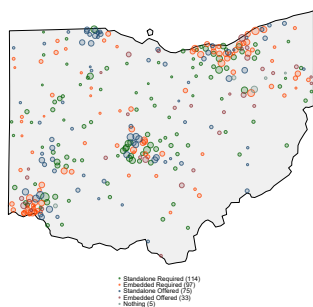 Standalone Required (114)
Embedded Required (97)
Standalone Offered (75)
Embedded Offered (33)
Nothing (5)